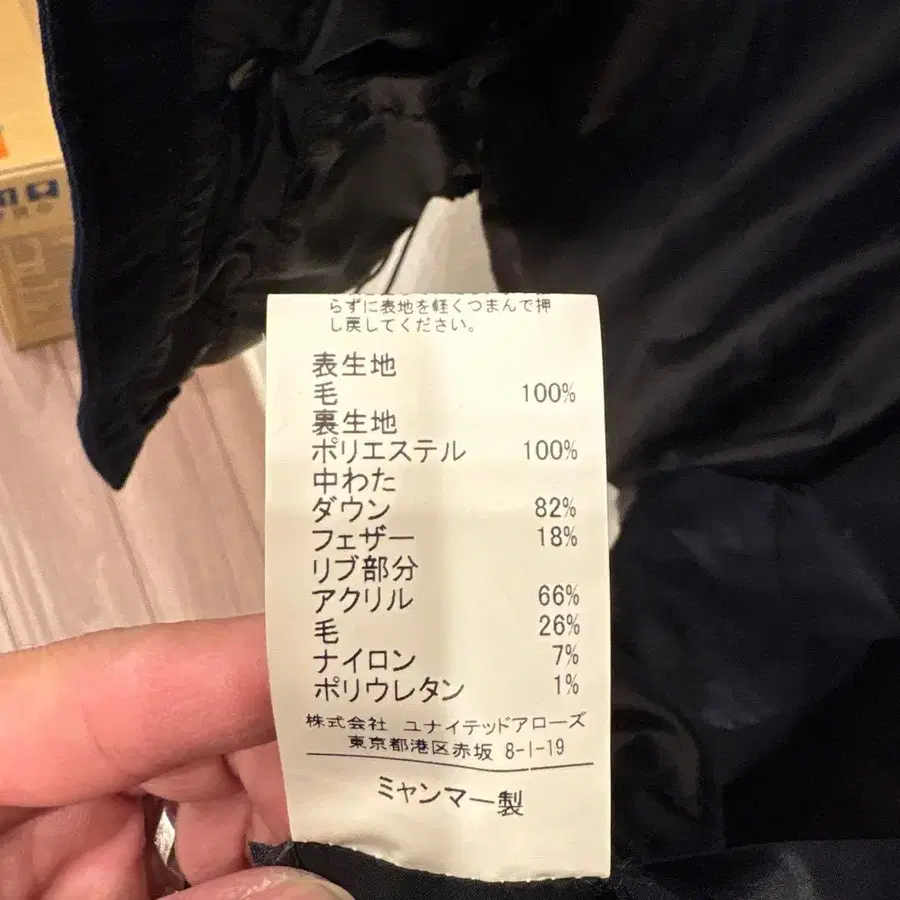 らずに表地を軽くつまんで押
し戻してください。
表生地
毛 100%
裏生地
ポリエステル 100%
中わた
ダウン 82%
フェザー 18%
リブ部分
アクリル 66%
毛 26%
ナイロン 7%
ポリウレタン 1%
株式会社 ユナイテッドアローズ
東京都港区赤坂 8-1-19
ミャンマー製